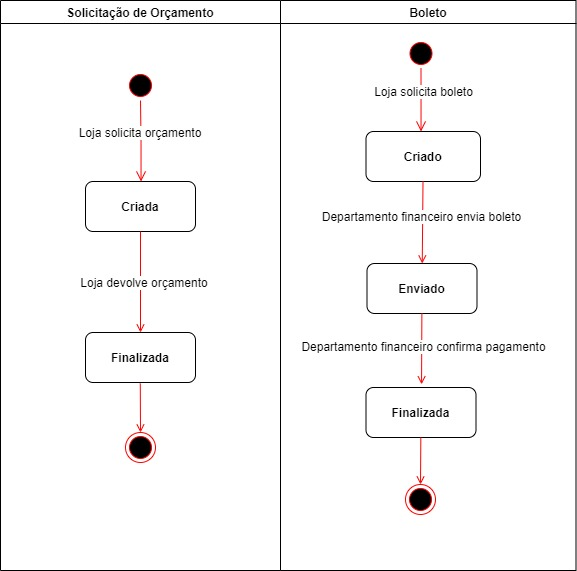 Solicitação de Orçamento
Loja solicita orçamento
Criada
Loja devolve orçamento
Finalizada
Boleto
Loja solicita boleto
Criado
Departamento financeiro envia boleto
Enviado
Departamento financeiro confirma pagamento
Finalizada